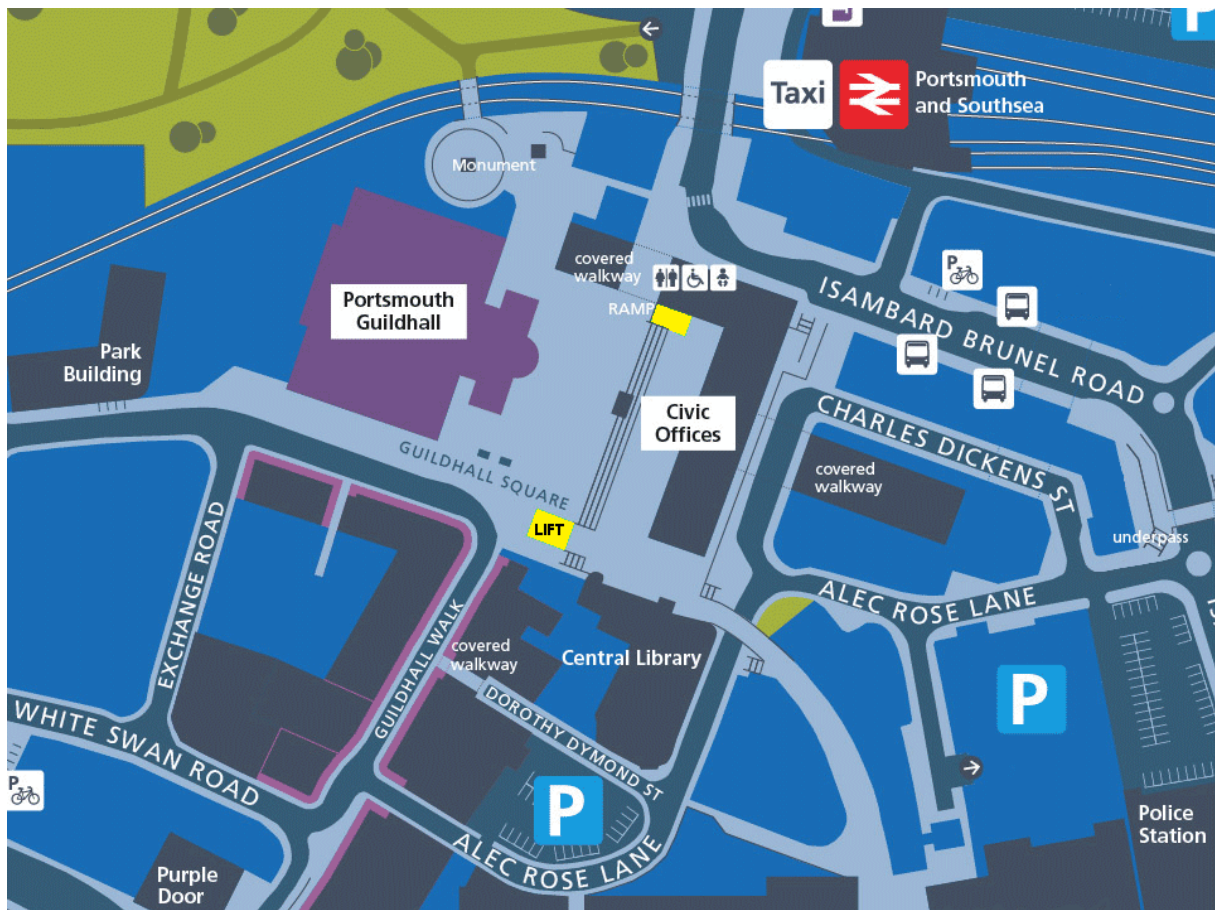 P
Taxi
Portsmouth
and Southsea
Monument
covered
walkway
P
Portsmouth
Guildhall
RAMP
ISAMBARD BRUNEL ROAD
Park
Building
Civic
Offices
CHARLES DICKENS ST
GUILDHALL SQUARE
covered
walkway
LIFT
underpass
EXCHANGE ROAD
ALEC ROSE LANE
GUILDHALL WALK
covered
walkway
Central Library
DOROTHY DYMOND ST
P
WHITE SWAN ROAD
P
P
ALEC ROSE LANE
Police
Station
Purple
Door